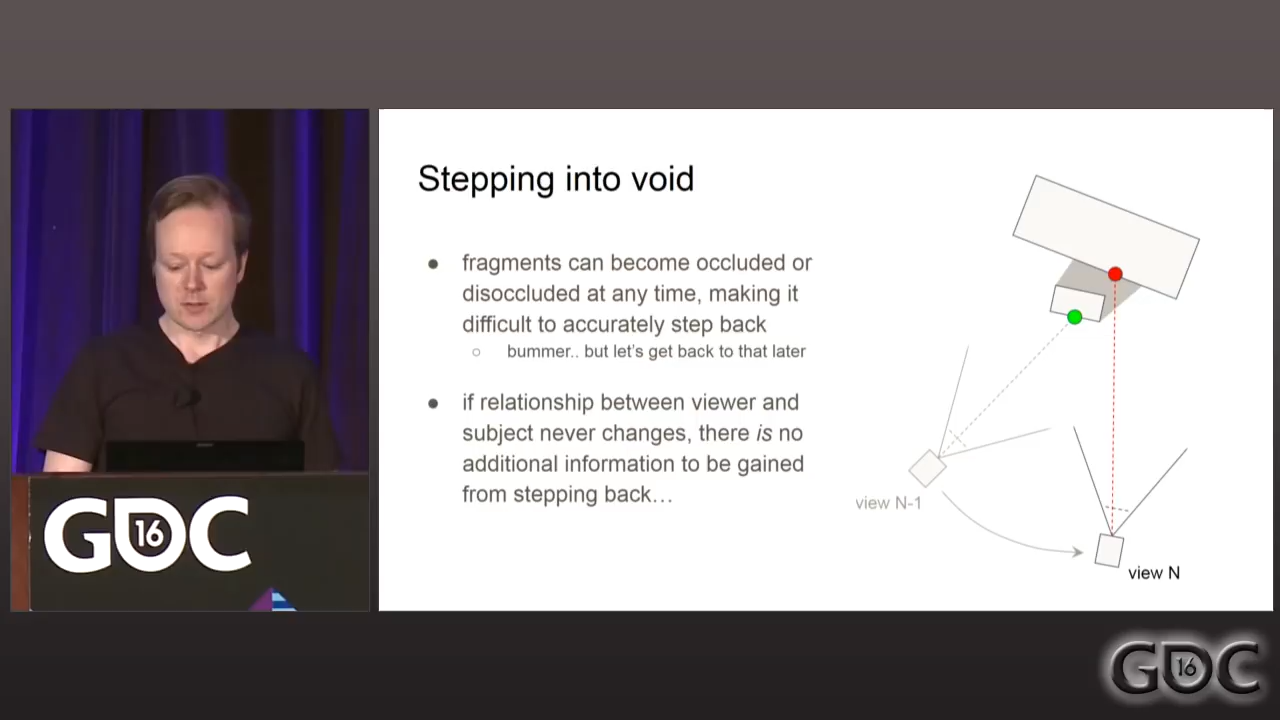 Stepping into void
● fragments can become occluded or
disoccluded at any time, making it
difficult to accurately step back
○ bummer.. but let's get back to that later
● if relationship between viewer and
subject never changes, there is no
additional information to be gained
from stepping back...
view N-1
view N
GDC 16
GDC 16